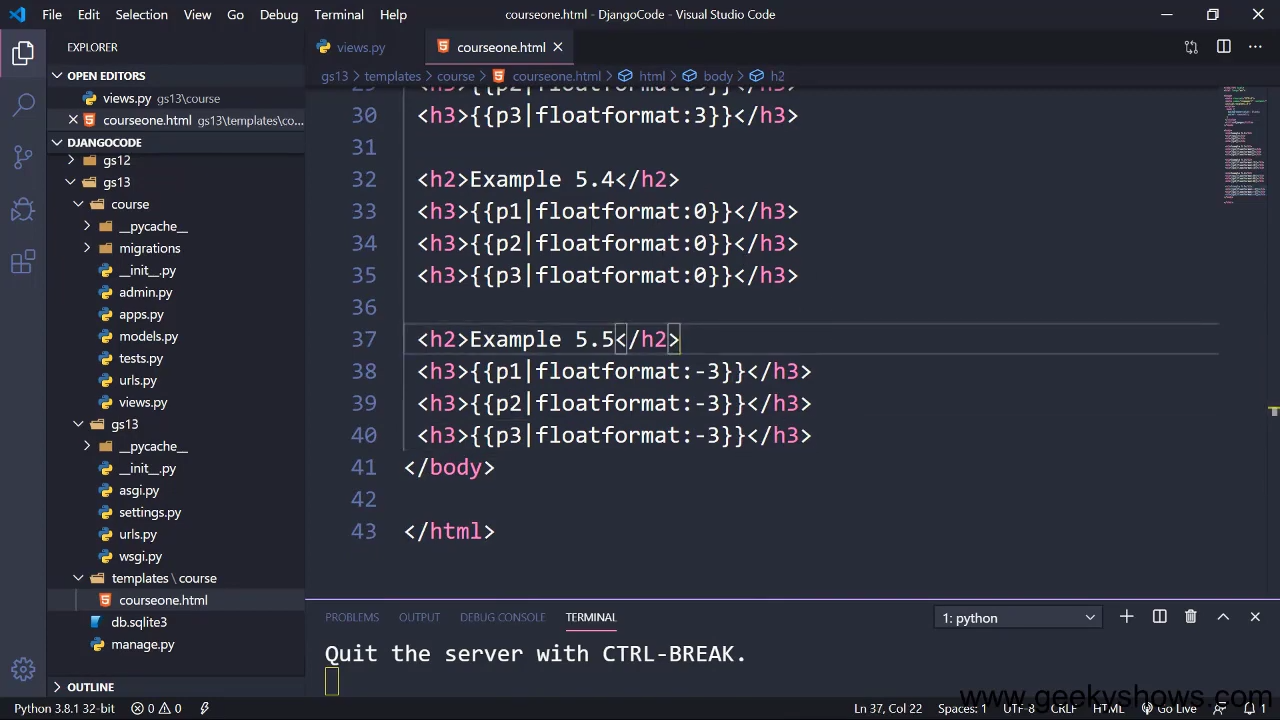 File Edit Selection View Go Debug Terminal Help courseone.html - DjangoCode - Visual Studio Code
EXPLORER
OPEN EDITORS
views.py gs13\course
courseone.html gs13\templates\co...
DJANGOCODE
gs12
gs13
course
__pycache__
migrations
__init__.py
admin.py
apps.py
models.py
tests.py
urls.py
views.py
gs13
__pycache__
__init__.py
asgi.py
settings.py
urls.py
wsgi.py
templates \ course
courseone.html
db.sqlite3
manage.py
OUTLINE
views.py courseone.html
gs13 > templates > course > courseone.html > html > body > h2
29 <h3>{{p2|floatformat:3}}</h3>
30 <h3>{{p3|floatformat:3}}</h3>
31
32 <h2>Example 5.4</h2>
33 <h3>{{p1|floatformat:0}}</h3>
34 <h3>{{p2|floatformat:0}}</h3>
35 <h3>{{p3|floatformat:0}}</h3>
36
37 <h2>Example 5.5</h2>
38 <h3>{{p1|floatformat:-3}}</h3>
39 <h3>{{p2|floatformat:-3}}</h3>
40 <h3>{{p3|floatformat:-3}}</h3>
41 </body>
42
43 </html>
PROBLEMS OUTPUT DEBUG CONSOLE TERMINAL 1: python
Quit the server with CTRL-BREAK.
www.geekyshows.com
Python 3.8.1 32-bit 0 0 Ln 37, Col 22 Spaces: 1 UTF-8 CRLF HTML Go Live 1